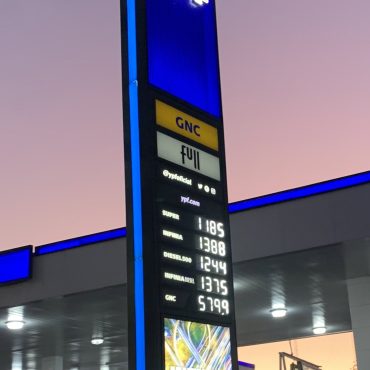 GNC
full
@ypfoficial
ypf.com
SUPER 1185
INFINIA 1388
DIESEL500 1244
INFINIA DIESEL 1375
GNC 579,9